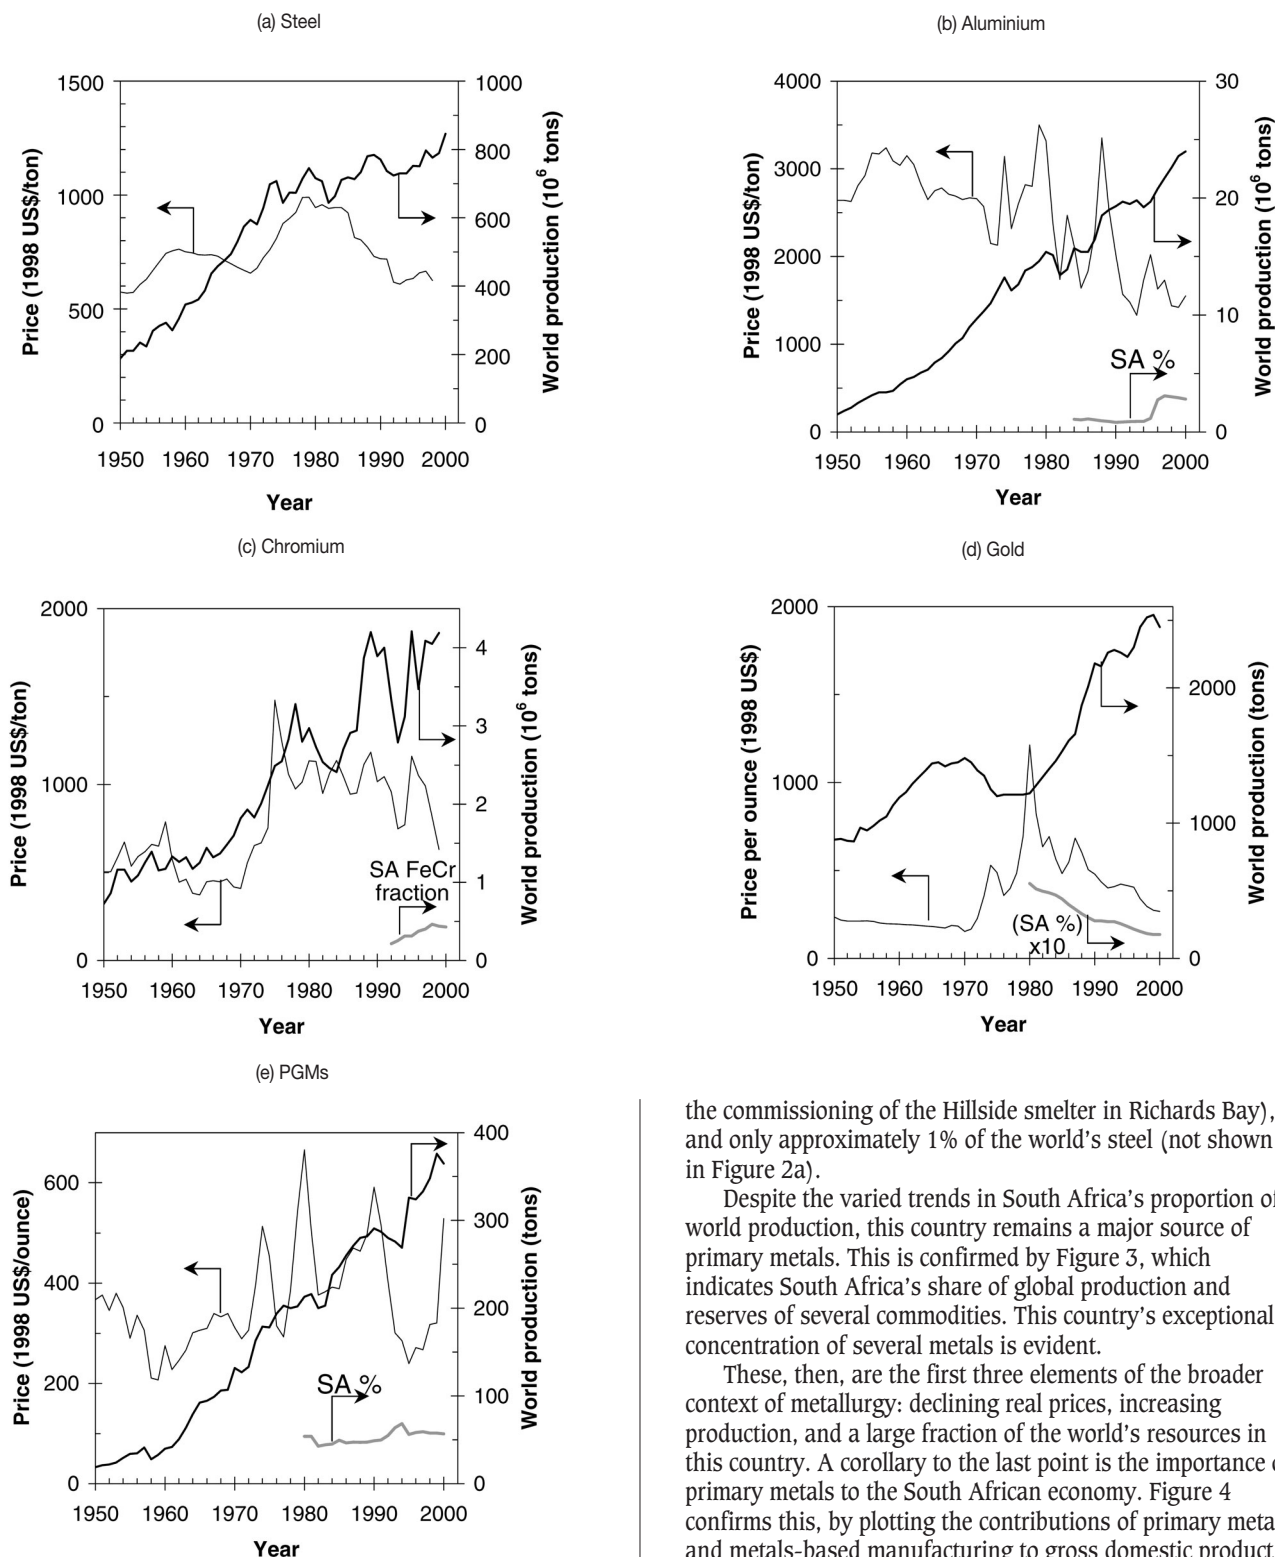 (a) Steel
1500
1000
500
0
Price (1998 US$/ton)
1000
800
600
400
200
0
World production (10⁶ tons)
1950 1960 1970 1980 1990 2000
Year
(b) Aluminium
4000
3000
2000
1000
0
Price (1998 US$/ton)
30
20
10
0
World production (10⁶ tons)
SA %
1950 1960 1970 1980 1990 2000
Year
(c) Chromium
2000
1000
0
Price (1998 US$/ton)
4
3
2
1
0
World production (10⁶ tons)
SA FeCr
fraction
1950 1960 1970 1980 1990 2000
Year
(d) Gold
2000
1000
0
Price per ounce (1998 US$)
2000
1000
0
World production (tons)
(SA %)
x10
1950 1960 1970 1980 1990 2000
Year
(e) PGMs
600
400
200
0
Price (1998 US$/ounce)
400
300
200
100
0
World production (tons)
SA %
1950 1960 1970 1980 1990 2000
Year
the commissioning of the Hillside smelter in Richards Bay),
and only approximately 1% of the world's steel (not shown
in Figure 2a).
Despite the varied trends in South Africa's proportion of
world production, this country remains a major source of
primary metals. This is confirmed by Figure 3, which
indicates South Africa's share of global production and
reserves of several commodities. This country's exceptional
concentration of several metals is evident.
These, then, are the first three elements of the broader
context of metallurgy: declining real prices, increasing
production, and a large fraction of the world's resources in
this country. A corollary to the last point is the importance
primary metals to the South African economy. Figure 4
confirms this, by plotting the contributions of primary meta
and metals-based manufacturing to gross domestic product